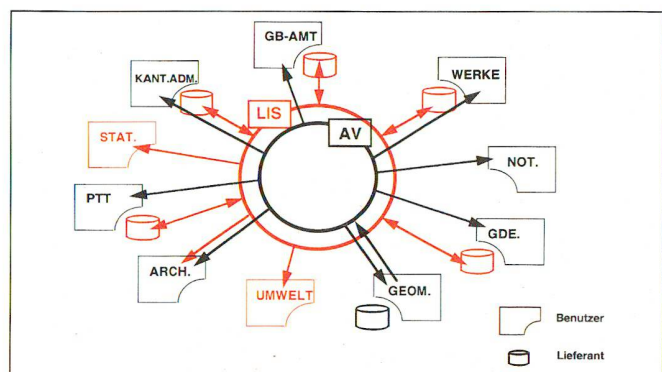 GB-AMT
KANT.ADM.
WERKE
LIS
AV
STAT.
NOT.
PTT
GDE.
ARCH.
UMWELT
GEOM.
Benutzer
Lieferant